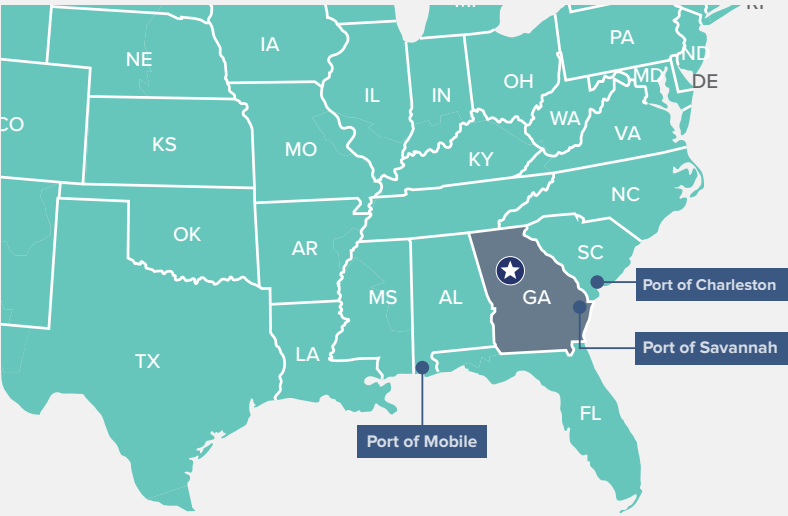 PA
IA
ND
NE
MD
OH
DE
IL
IN
WA
CO
VA
KS
MO
KY
NC
OK
AR
SC
Port of Charleston
MS
AL
GA
Port of Savannah
LA
TX
FL
Port of Mobile